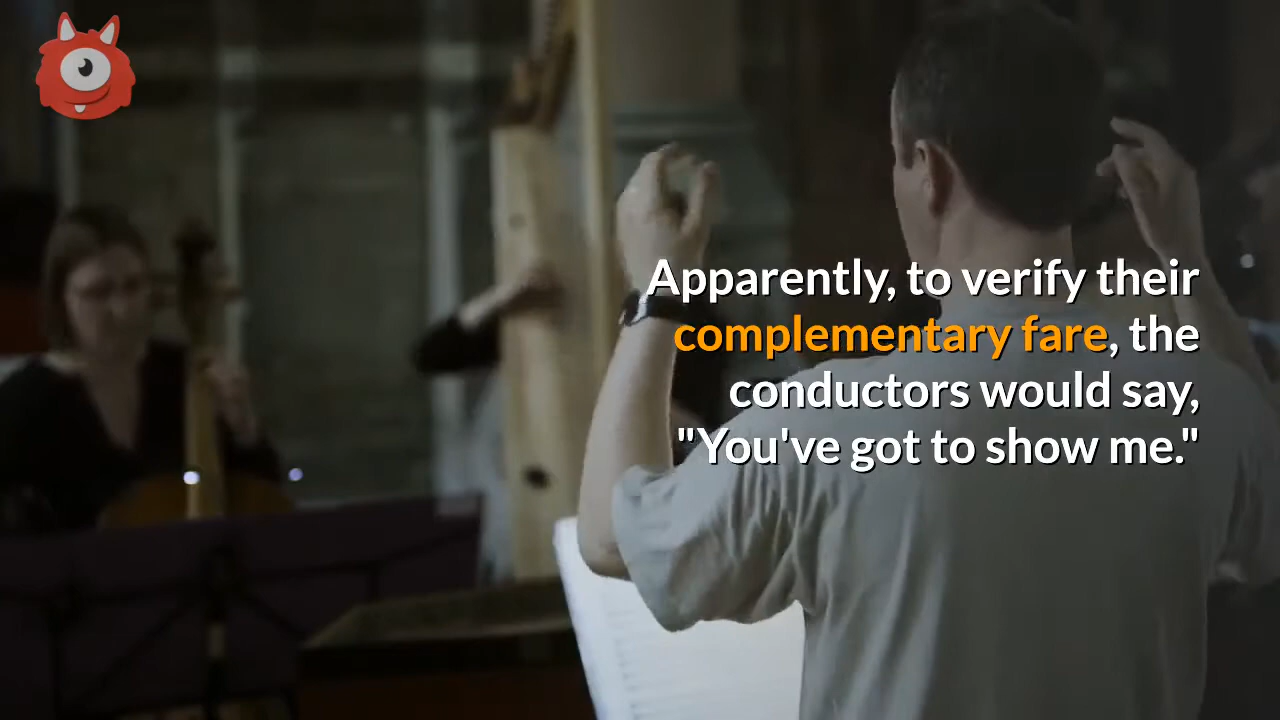 Apparently, to verify their
complementary fare, the
conductors would say,
"You've got to show me."